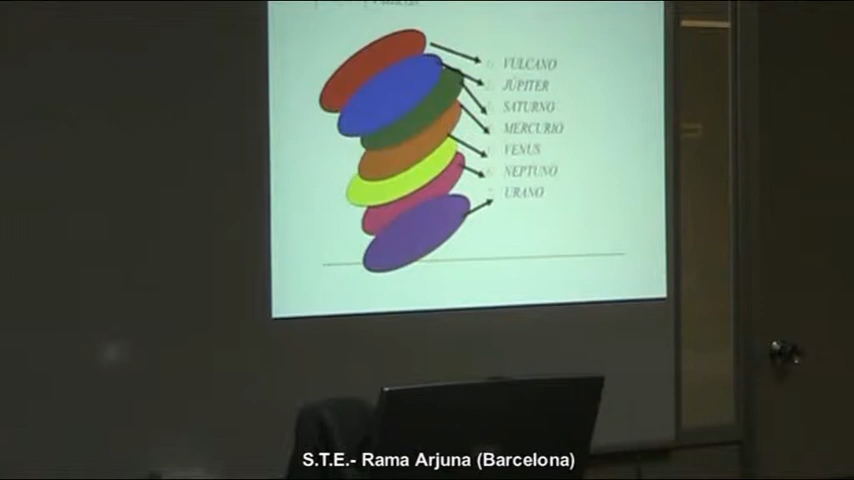 VULCANO
JÚPITER
SATURNO
MERCURIO
VENUS
NEPTUNO
URANO
S.T.E.- Rama Arjuna (Barcelona)